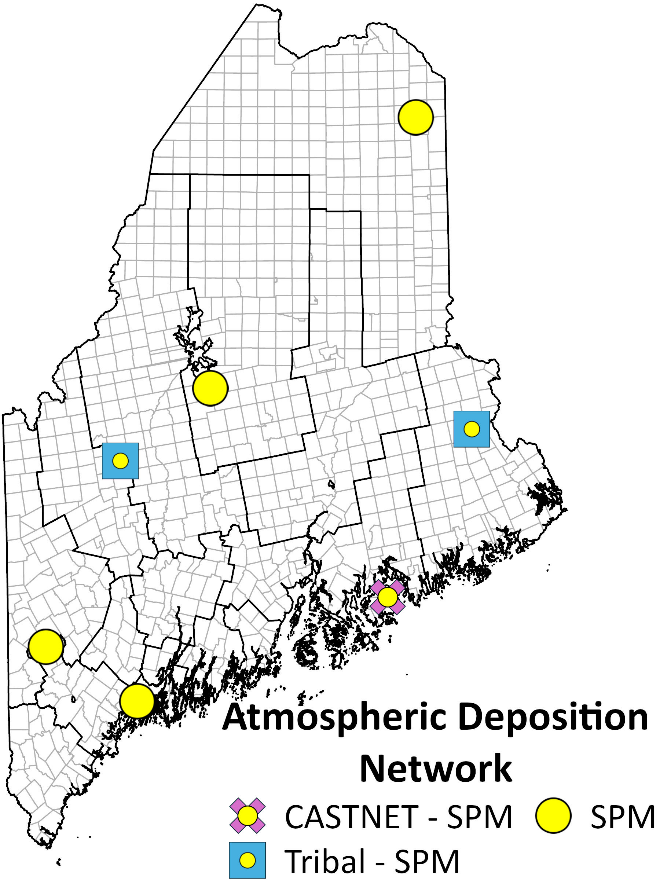 Atmospheric Deposition
Network
CASTNET - SPM SPM
Tribal - SPM